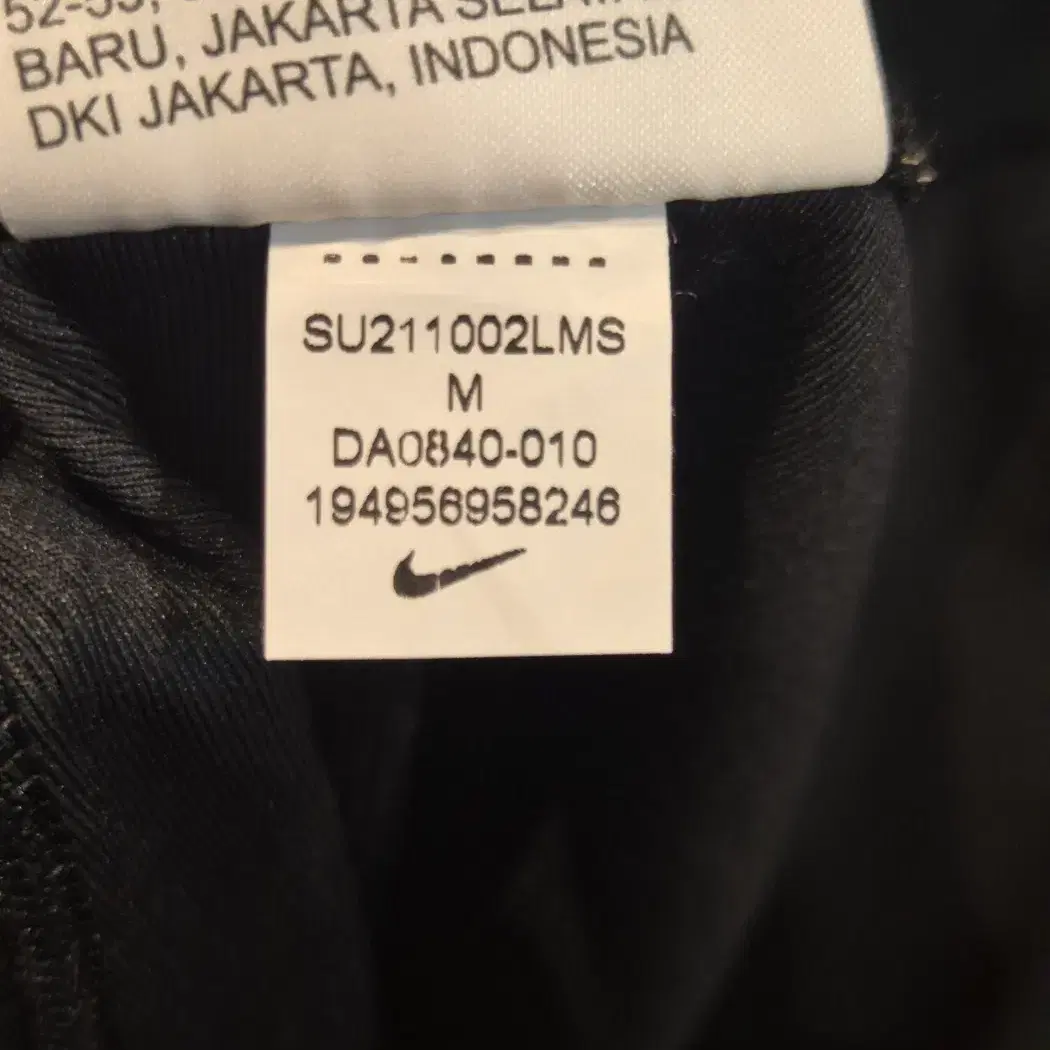 BARU, JAKARTA
DKI JAKARTA, INDONESIA
SU211002LMS
M
DA0840-010
194956958246